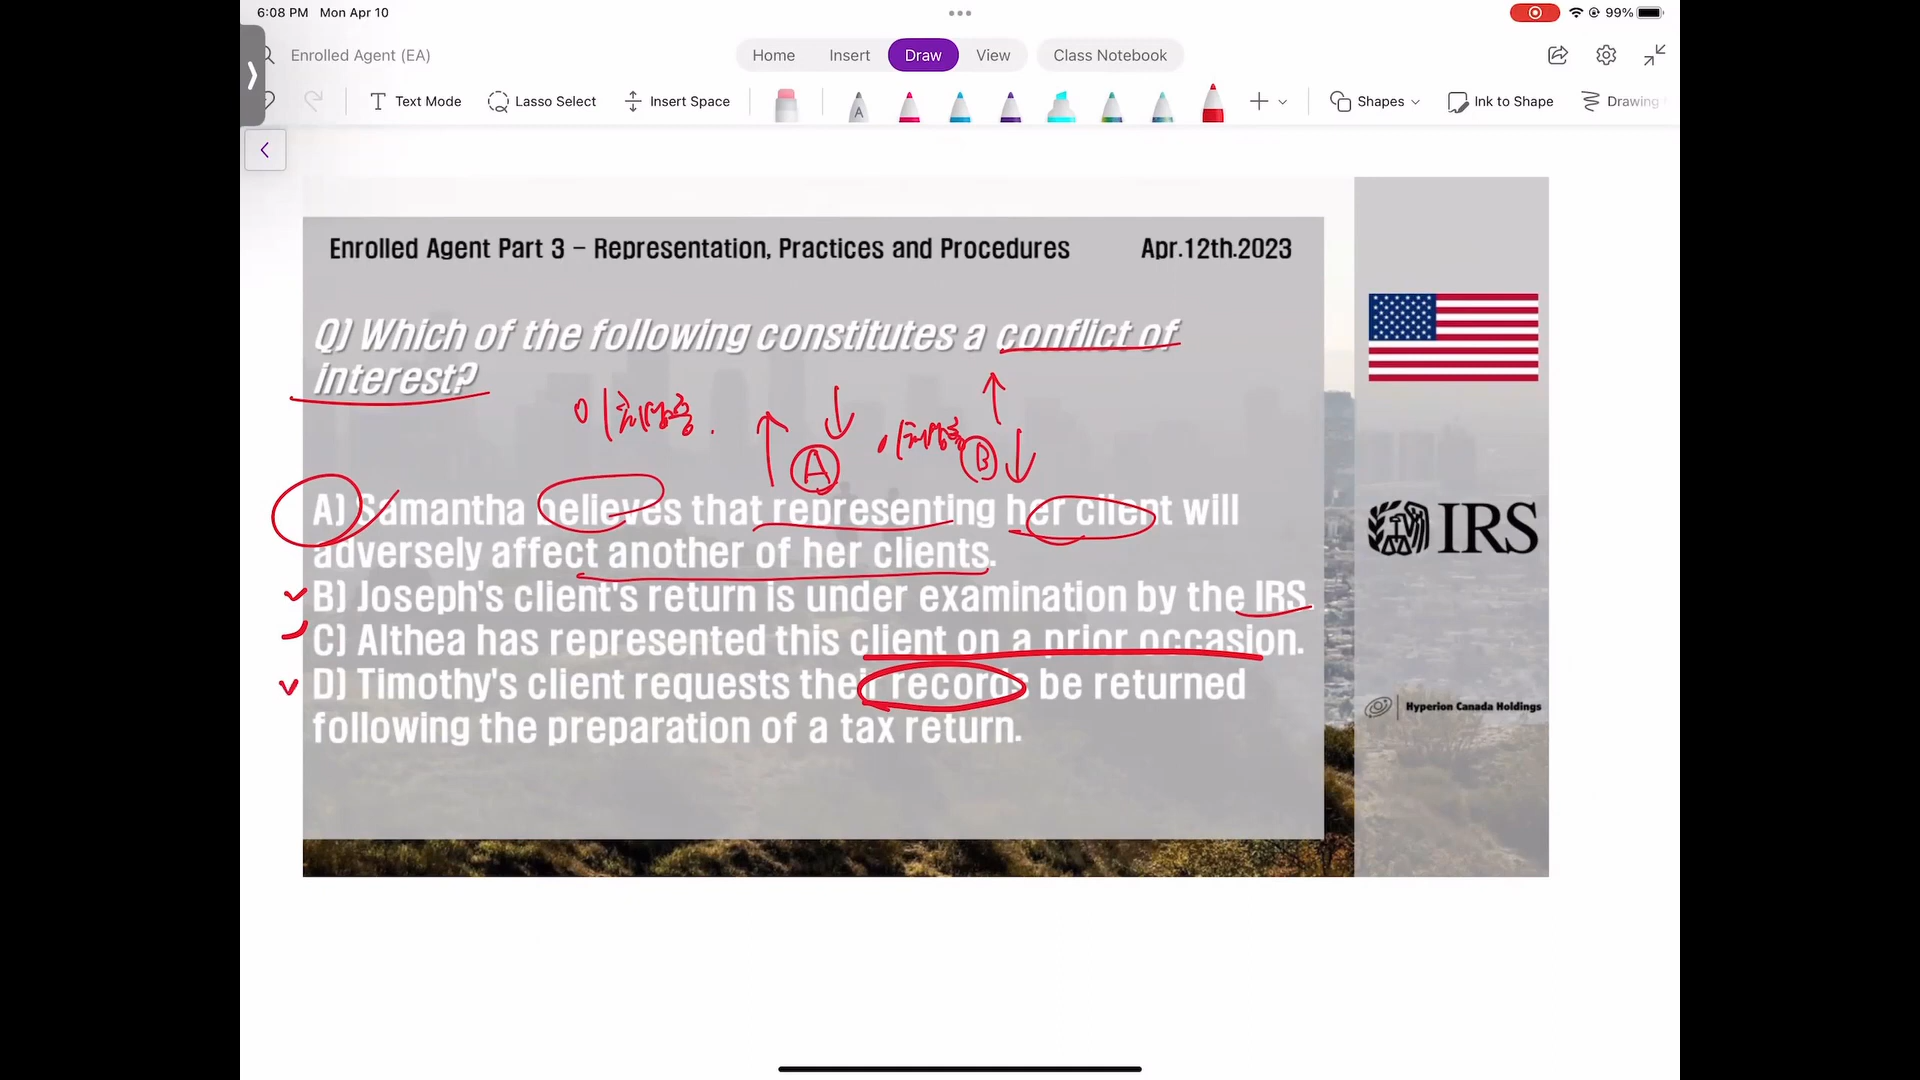 6:08 PM Mon Apr 10
99%
Enrolled Agent (EA)
Home Insert Draw View Class Notebook
Text Mode Lasso Select Insert Space A Shapes Ink to Shape Drawing
Enrolled Agent Part 3 – Representation, Practices and Procedures Apr.12th.2023
Q) Which of the following constitutes a conflict of
interest?
A B
A) Samantha believes that representing her client will
adversely affect another of her clients.
B) Joseph's client's return is under examination by the IRS.
C) Althea has represented this client on a prior occasion.
D) Timothy's client requests their records be returned
following the preparation of a tax return.
IRS
Hyperion Canada Holdings